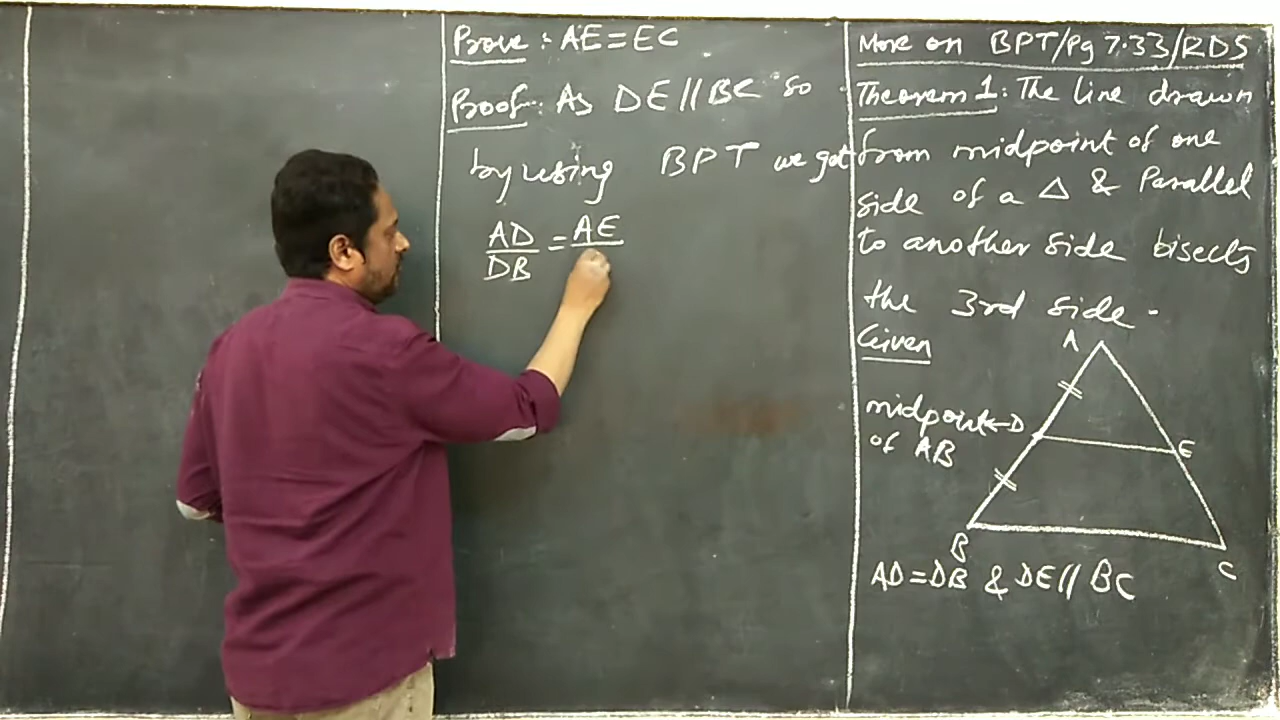 Prove : AE = EC
Proof : As DE // BC so
by using BPT we get
AD/DB = AE
More on BPT/Pg 7.33/RDS
Theorem 1 : The line drawn
from midpoint of one
side of a Δ & Parallel
to another side bisects
the 3rd side.
Given
A
midpoint ← D
of AB
E
B
C
AD = DB & DE // BC